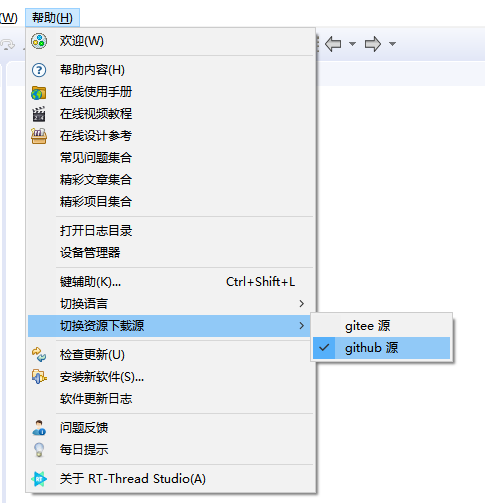 (W) 帮助(H)
欢迎(W)
帮助内容(H)
在线使用手册
在线视频教程
在线设计参考
常见问题集合
精彩文章集合
精彩项目集合
打开日志目录
设备管理器
键辅助(K)... Ctrl+Shift+L
切换语言
切换资源下载源
gitee 源
github 源
检查更新(U)
安装新软件(S)...
软件更新日志
问题反馈
每日提示
关于 RT-Thread Studio(A)